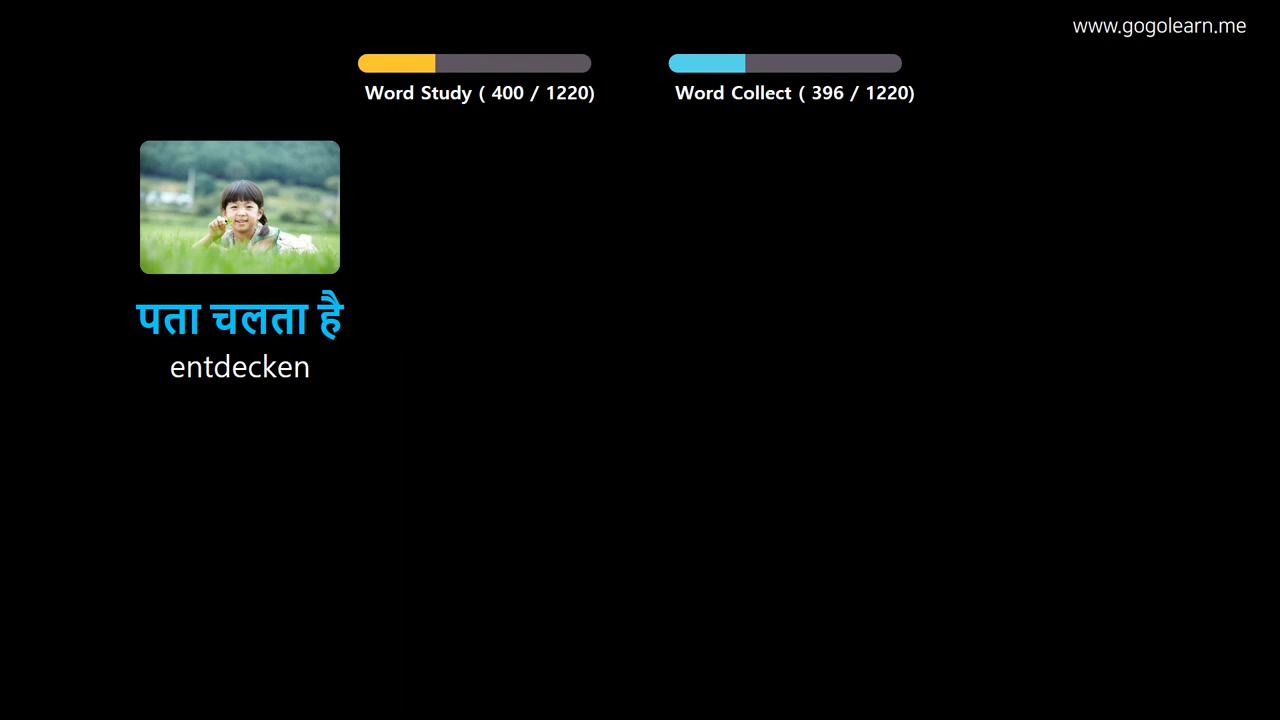 www.gogolearn.me
Word Study ( 400 / 1220)
Word Collect ( 396 / 1220)
पता चलता है
entdecken